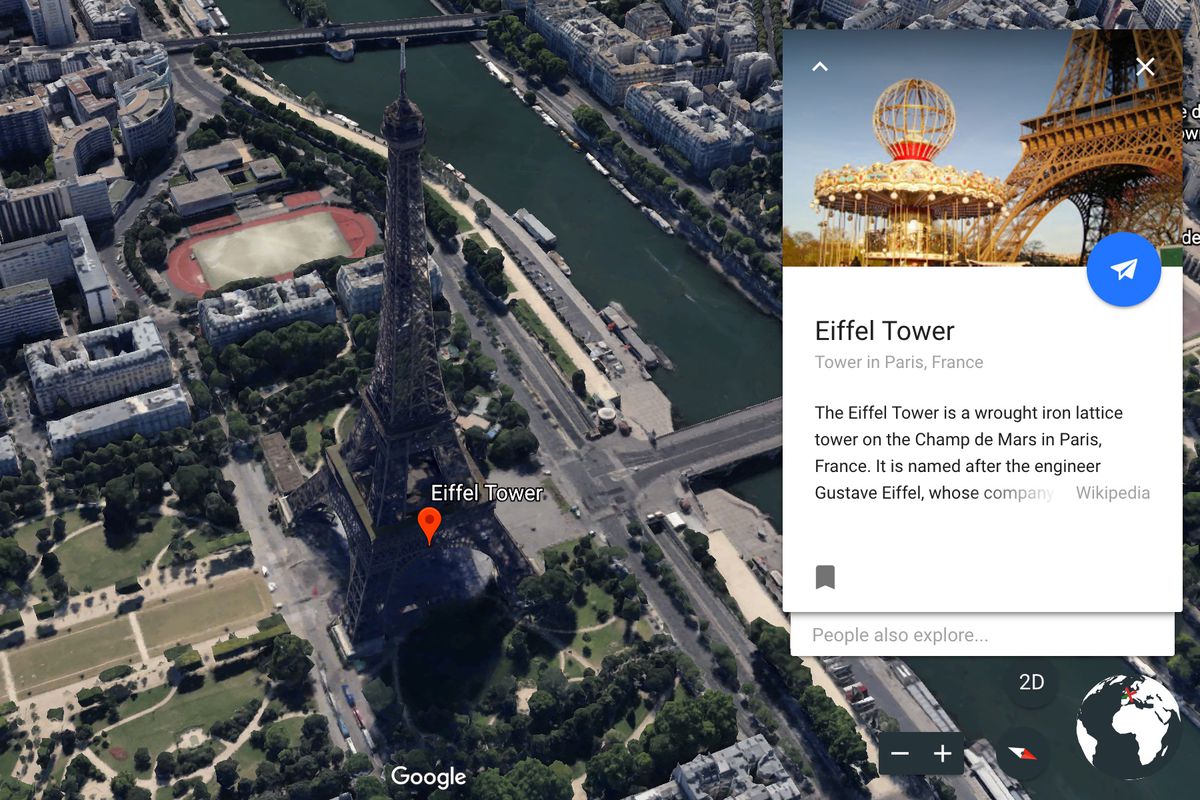 Eiffel Tower
Google
Eiffel Tower
Tower in Paris, France
The Eiffel Tower is a wrought iron lattice
tower on the Champ de Mars in Paris,
France. It is named after the engineer
Gustave Eiffel, whose company Wikipedia
People also explore...
2D